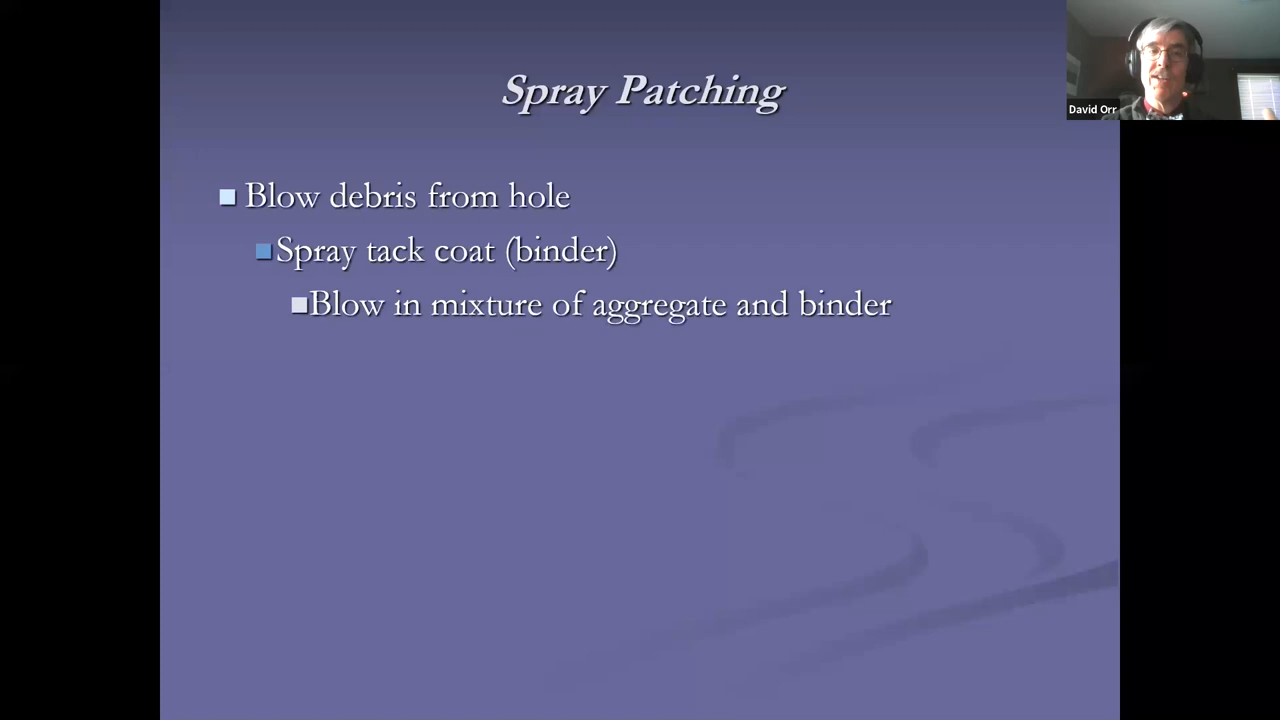 Spray Patching
David Orr
Blow debris from hole
Spray tack coat (binder)
Blow in mixture of aggregate and binder